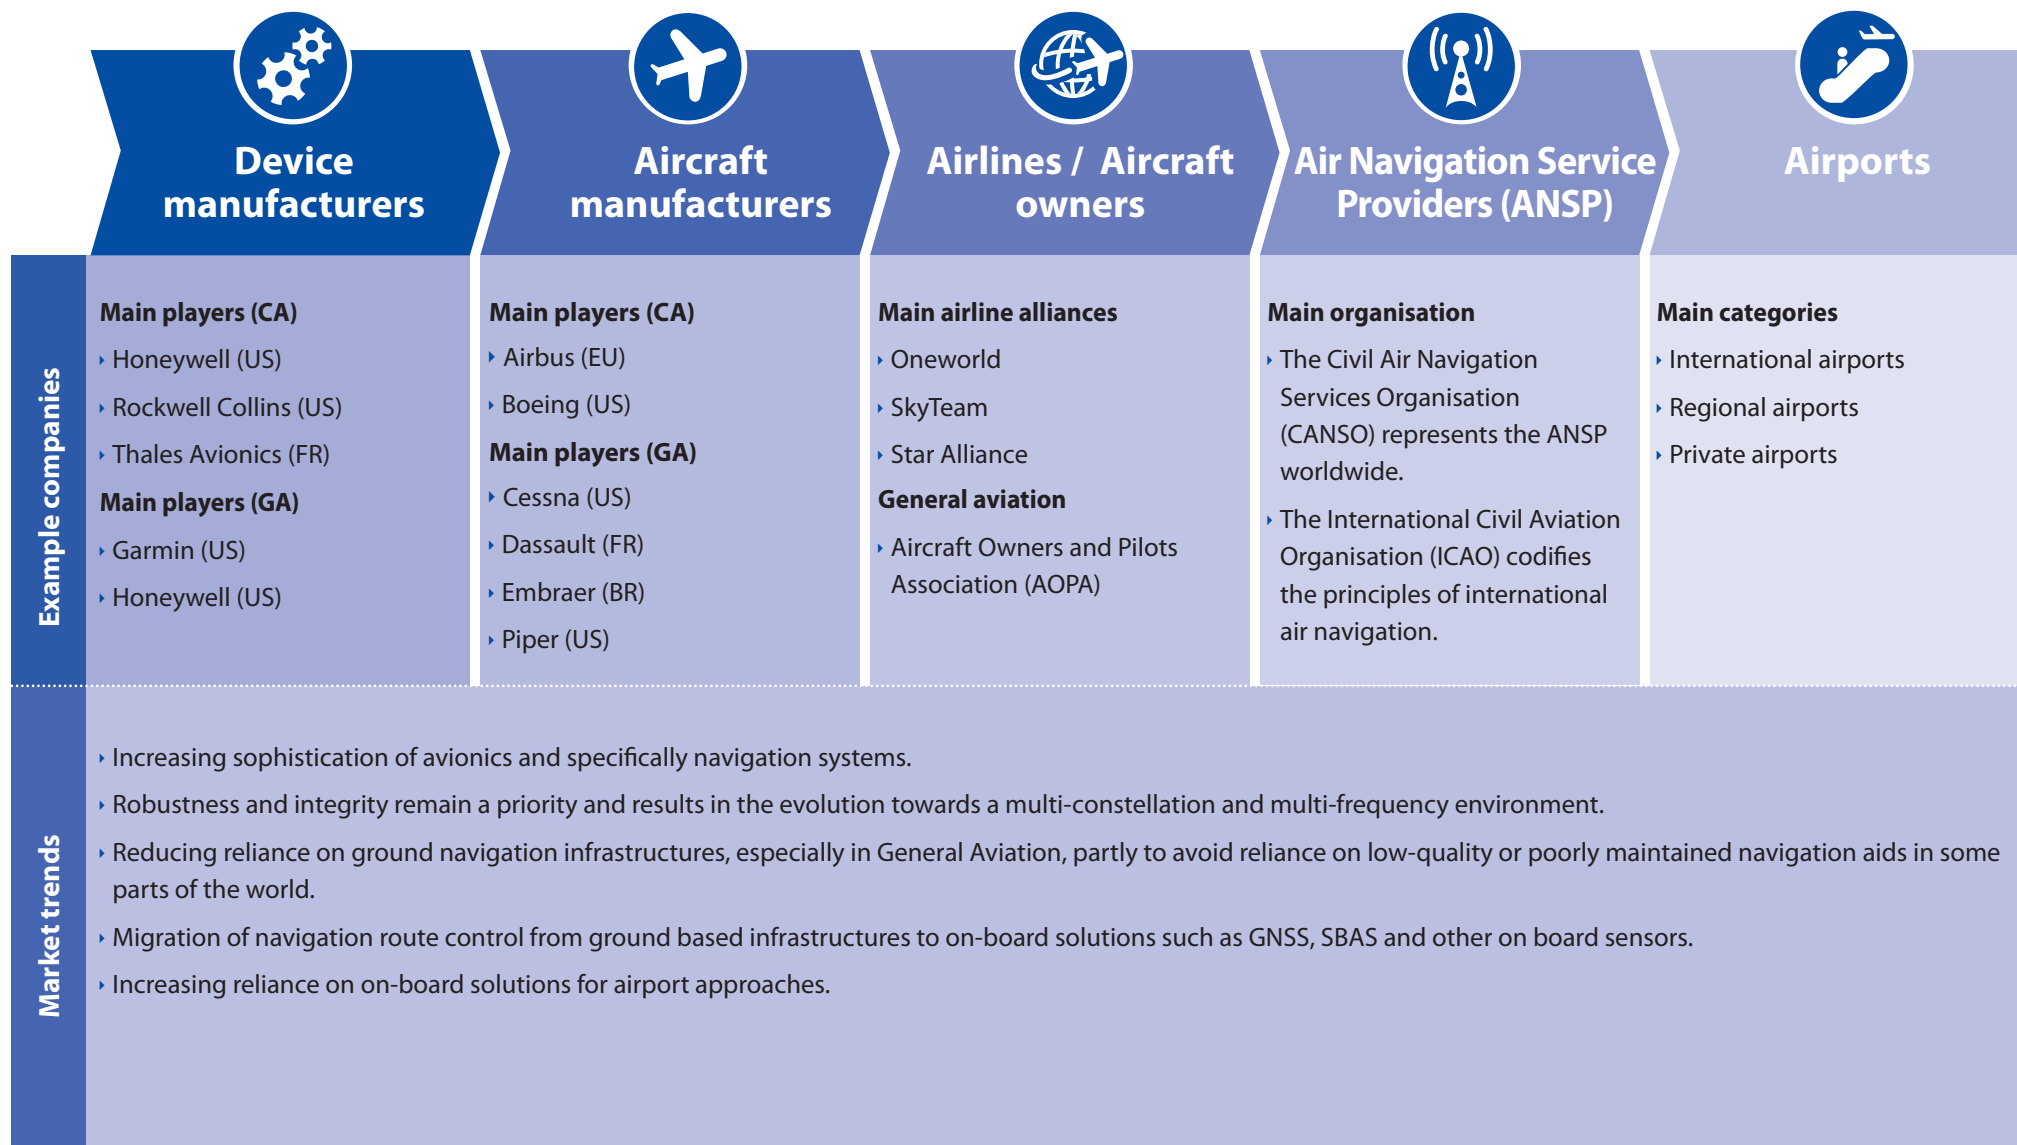 Device
manufacturers
Aircraft
manufacturers
Airlines / Aircraft
owners
Air Navigation Service
Providers (ANSP)
Airports
Example companies
Main players (CA)
Honeywell (US)
Rockwell Collins (US)
Thales Avionics (FR)
Main players (GA)
Garmin (US)
Honeywell (US)
Main players (CA)
Airbus (EU)
Boeing (US)
Main players (GA)
Cessna (US)
Dassault (FR)
Embraer (BR)
Piper (US)
Main airline alliances
Oneworld
SkyTeam
Star Alliance
General aviation
Aircraft Owners and Pilots
Association (AOPA)
Main organisation
The Civil Air Navigation
Services Organisation
(CANSO) represents the ANSP
worldwide.
The International Civil Aviation
Organisation (ICAO) codifies
the principles of international
air navigation.
Main categories
International airports
Regional airports
Private airports
Market trends
Increasing sophistication of avionics and specifically navigation systems.
Robustness and integrity remain a priority and results in the evolution towards a multi-constellation and multi-frequency environment.
Reducing reliance on ground navigation infrastructures, especially in General Aviation, partly to avoid reliance on low-quality or poorly maintained navigation aids in some
parts of the world.
Migration of navigation route control from ground based infrastructures to on-board solutions such as GNSS, SBAS and other on board sensors.
Increasing reliance on on-board solutions for airport approaches.